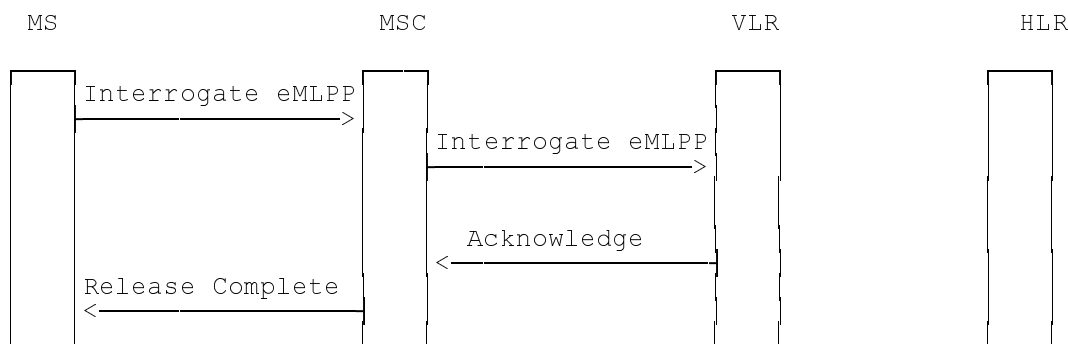 MS MSC VLR HLR
Interrogate eMLPP
Interrogate eMLPP
Acknowledge
Release Complete